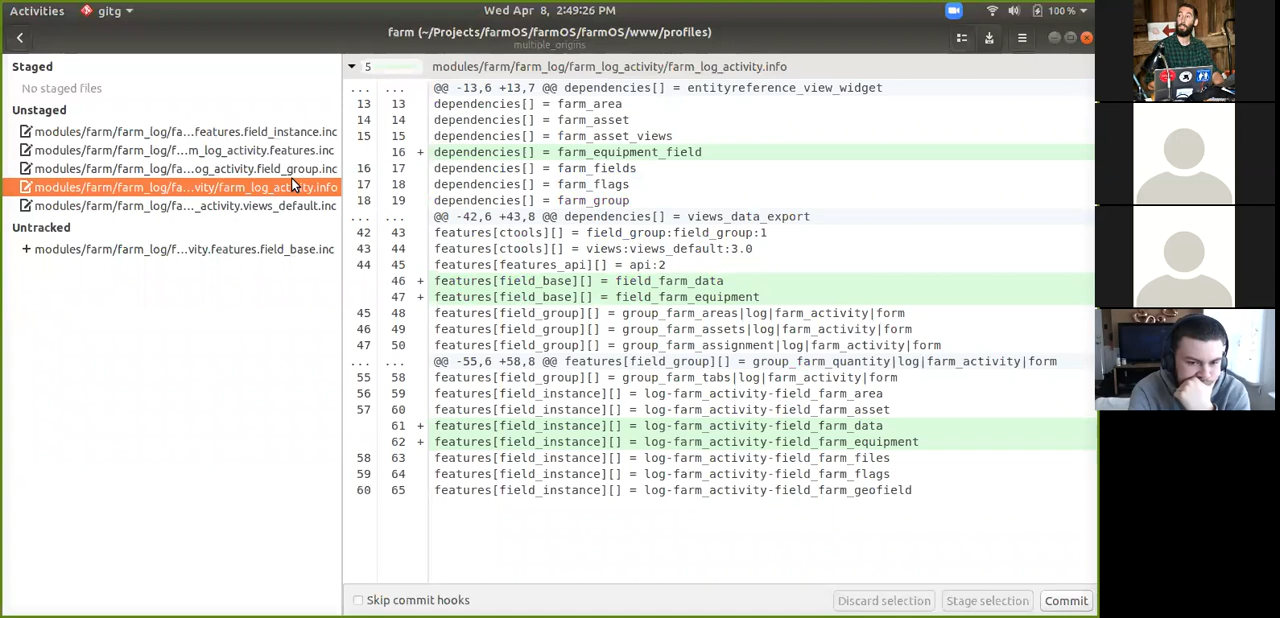 Activities gitg Wed Apr 8, 2:49:26 PM 100 %
farm (~/Projects/farmOS/farmOS/farmOS/www/profiles)
multiple_origins
Staged
No staged files
Unstaged
modules/farm/farm_log/fa...features.field_instance.inc
modules/farm/farm_log/fa...m_log_activity.features.inc
modules/farm/farm_log/fa...og_activity.field_group.inc
modules/farm/farm_log/fa...vity/farm_log_activity.info
modules/farm/farm_log/fa..._activity.views_default.inc
Untracked
+ modules/farm/farm_log/f...vity.features.field_base.inc
5 modules/farm/farm_log/farm_log_activity/farm_log_activity.info
... ... @@ -13,6 +13,7 @@ dependencies[] = entityreference_view_widget
13 13 dependencies[] = farm_area
14 14 dependencies[] = farm_asset
15 15 dependencies[] = farm_asset_views
16 + dependencies[] = farm_equipment_field
16 17 dependencies[] = farm_fields
17 18 dependencies[] = farm_flags
18 19 dependencies[] = farm_group
... ... @@ -42,6 +43,8 @@ dependencies[] = views_data_export
42 43 features[ctools][] = field_group:field_group:1
43 44 features[ctools][] = views:views_default:3.0
44 45 features[features_api][] = api:2
46 + features[field_base][] = field_farm_data
47 + features[field_base][] = field_farm_equipment
45 48 features[field_group][] = group_farm_areas|log|farm_activity|form
46 49 features[field_group][] = group_farm_assets|log|farm_activity|form
47 50 features[field_group][] = group_farm_assignment|log|farm_activity|form
... ... @@ -55,6 +58,8 @@ features[field_group][] = group_farm_quantity|log|farm_activity|form
55 58 features[field_group][] = group_farm_tabs|log|farm_activity|form
56 59 features[field_instance][] = log-farm_activity-field_farm_area
57 60 features[field_instance][] = log-farm_activity-field_farm_asset
61 + features[field_instance][] = log-farm_activity-field_farm_data
62 + features[field_instance][] = log-farm_activity-field_farm_equipment
58 63 features[field_instance][] = log-farm_activity-field_farm_files
59 64 features[field_instance][] = log-farm_activity-field_farm_flags
60 65 features[field_instance][] = log-farm_activity-field_farm_geofield
Skip commit hooks Discard selection Stage selection Commit